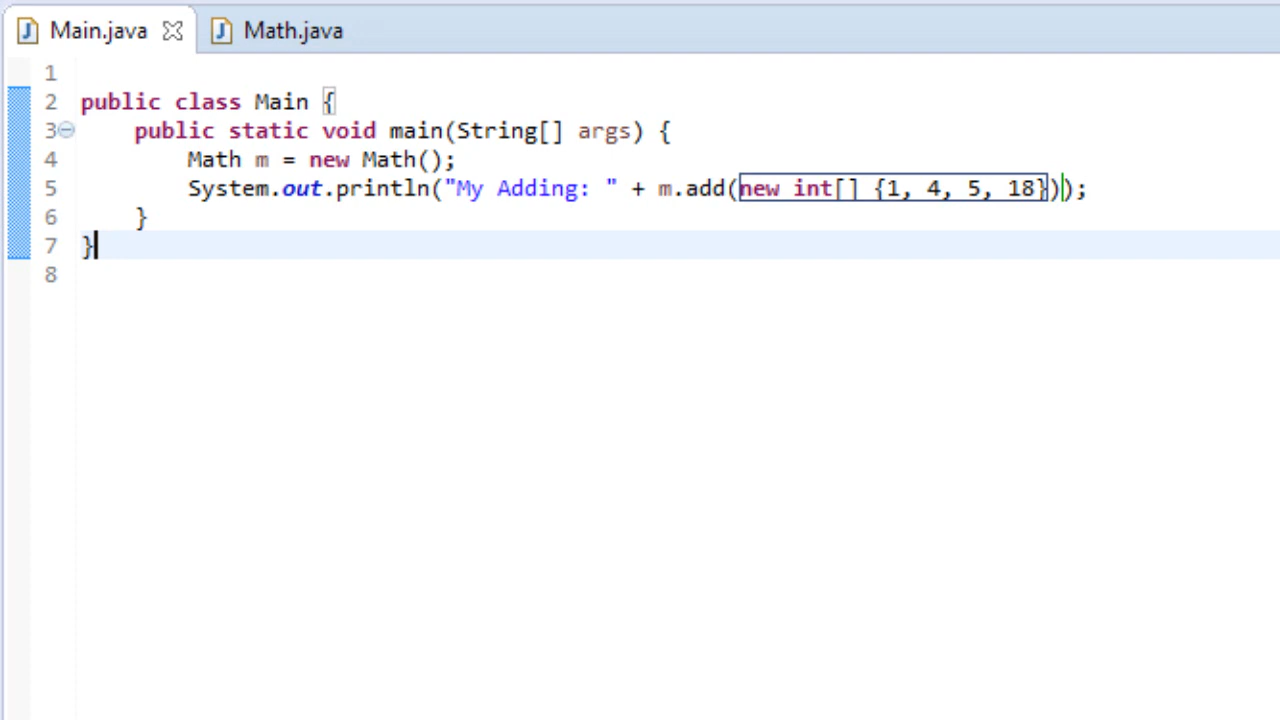 Main.java Math.java
1
2 public class Main {
3 public static void main(String[] args) {
4 Math m = new Math();
5 System.out.println("My Adding: " + m.add(new int[] {1, 4, 5, 18}));
6 }
7 }
8